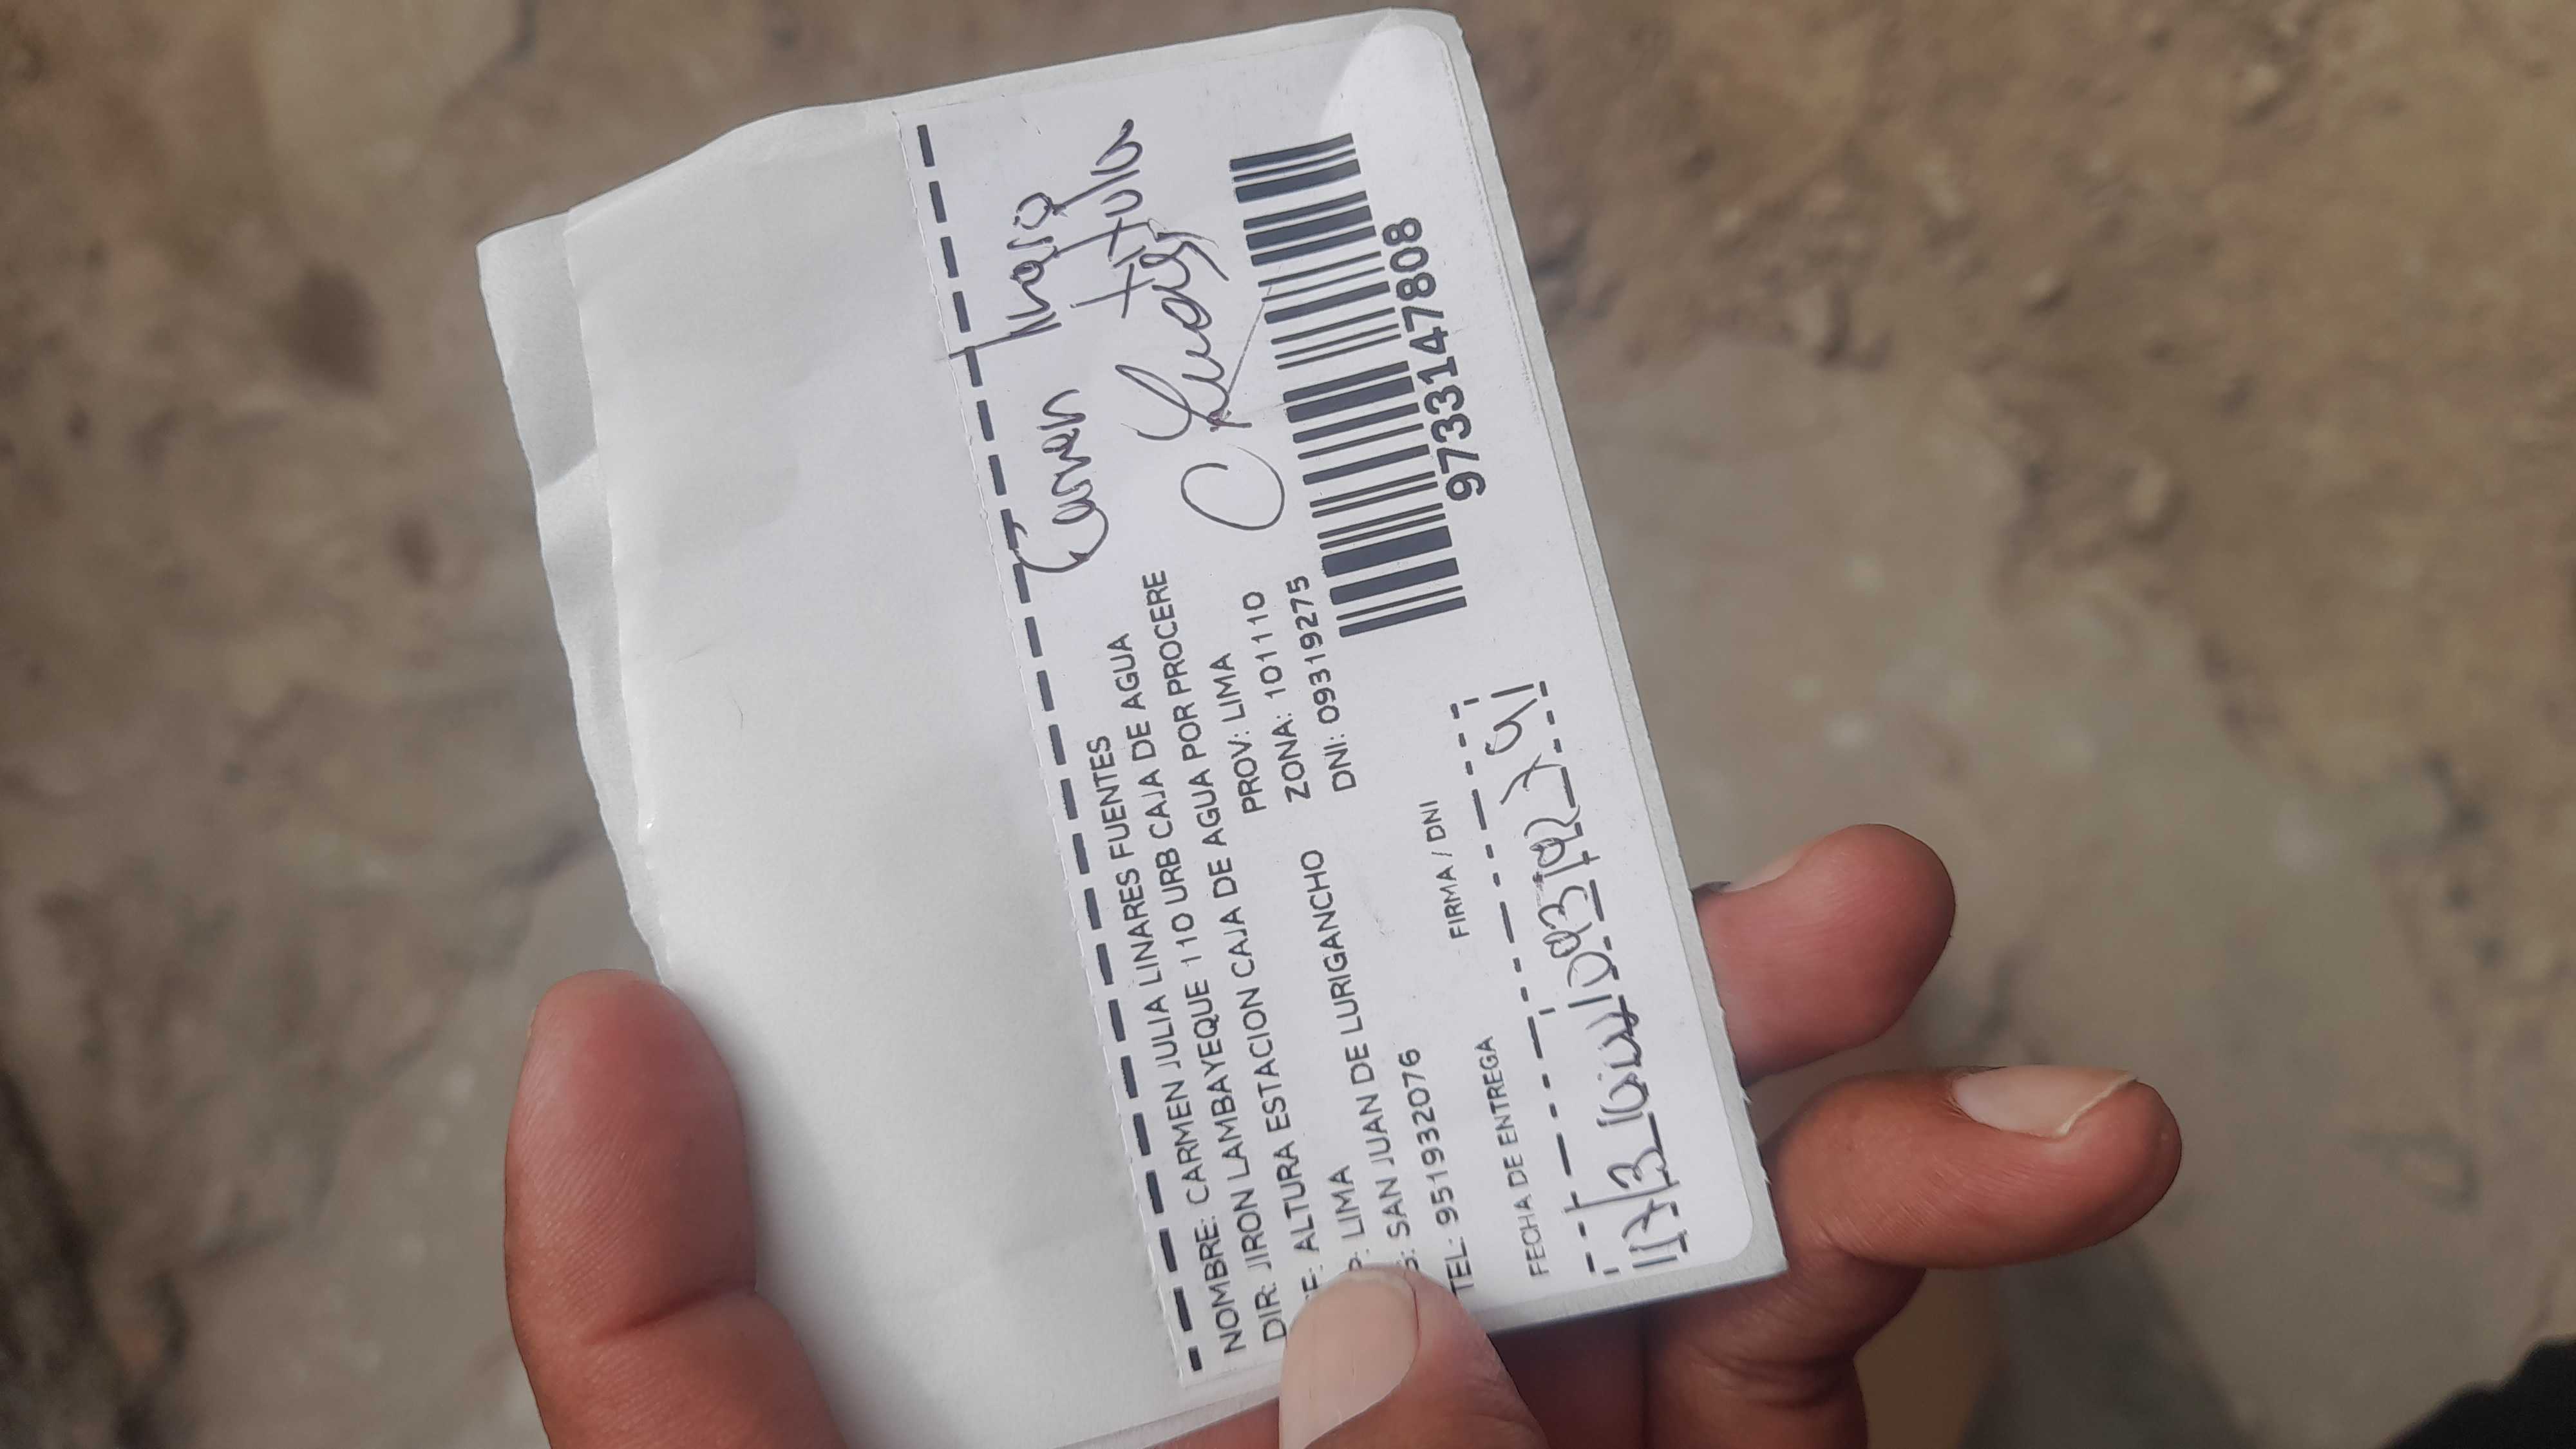 Carmen
titular
NOMBRE: CARMEN JULIA LINARES FUENTES
DIR: JIRON LAMBAYEQUE 110 URB CAJA DE AGUA
F: ALTURA ESTACION CAJA DE AGUA POR PROCERE
P: LIMA PROV: LIMA
S: SAN JUAN DE LURIGANCHO ZONA: 101110
TEL: 951932076 DNI: 09319275
9733147808
FECHA DE ENTREGA FIRMA / DNI